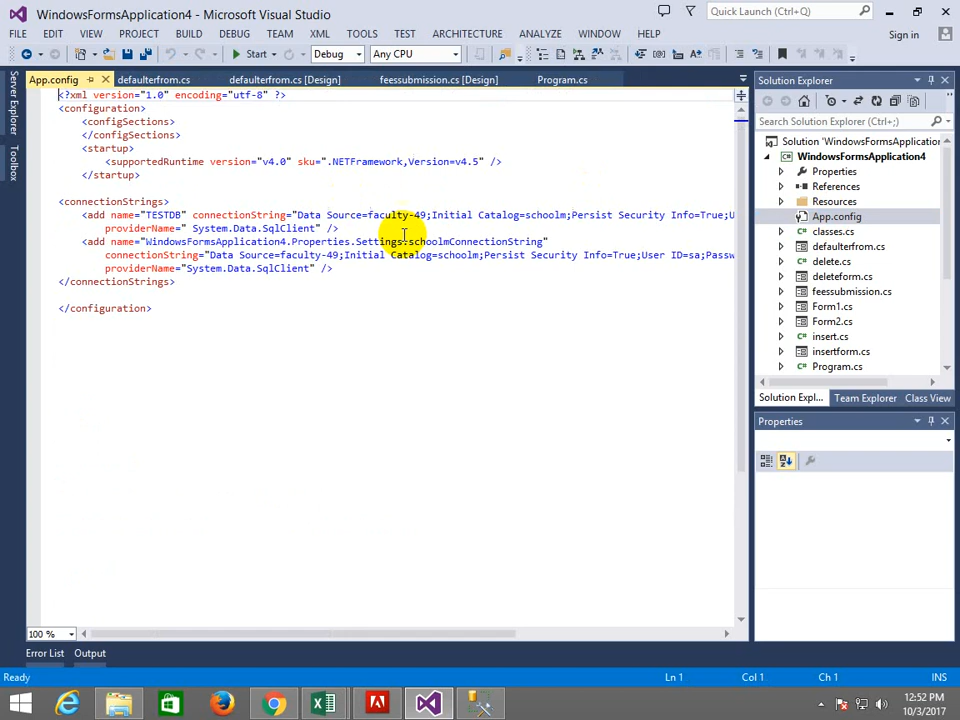 WindowsFormsApplication4 - Microsoft Visual Studio
Quick Launch (Ctrl+;)
FILE EDIT VIEW PROJECT BUILD DEBUG TEAM XML TOOLS TEST ARCHITECTURE ANALYZE WINDOW HELP Sign in
Start Debug Any CPU
Server Explorer
Toolbox
App.config defaulterfrom.cs defaulterfrom.cs [Design] feessubmission.cs [Design] Program.cs
<?xml version="1.0" encoding="utf-8" ?>
<configuration>
<configSections>
</configSections>
<startup>
<supportedRuntime version="v4.0" sku=".NETFramework,Version=v4.5" />
</startup>
<connectionStrings>
<add name="TESTDB" connectionString="Data Source=faculty-49;Initial Catalog=schoolm;Persist Security Info=True;U
providerName=" System.Data.SqlClient" />
<add name="WindowsFormsApplication4.Properties.Settings.schoolmConnectionString"
connectionString="Data Source=faculty-49;Initial Catalog=schoolm;Persist Security Info=True;User ID=sa;Passw
providerName="System.Data.SqlClient" />
</connectionStrings>
</configuration>
100 %
Solution Explorer
Search Solution Explorer (Ctrl+;)
Solution 'WindowsFormsApplication
WindowsFormsApplication4
Properties
References
Resources
App.config
classes.cs
defaulterfrom.cs
delete.cs
deleteform.cs
feessubmission.cs
Form1.cs
Form2.cs
insert.cs
insertform.cs
Program.cs
Solution Expl... Team Explorer Class View
Properties
Error List Output
Ready Ln 1 Col 1 Ch 1 INS
12:52 PM
10/3/2017